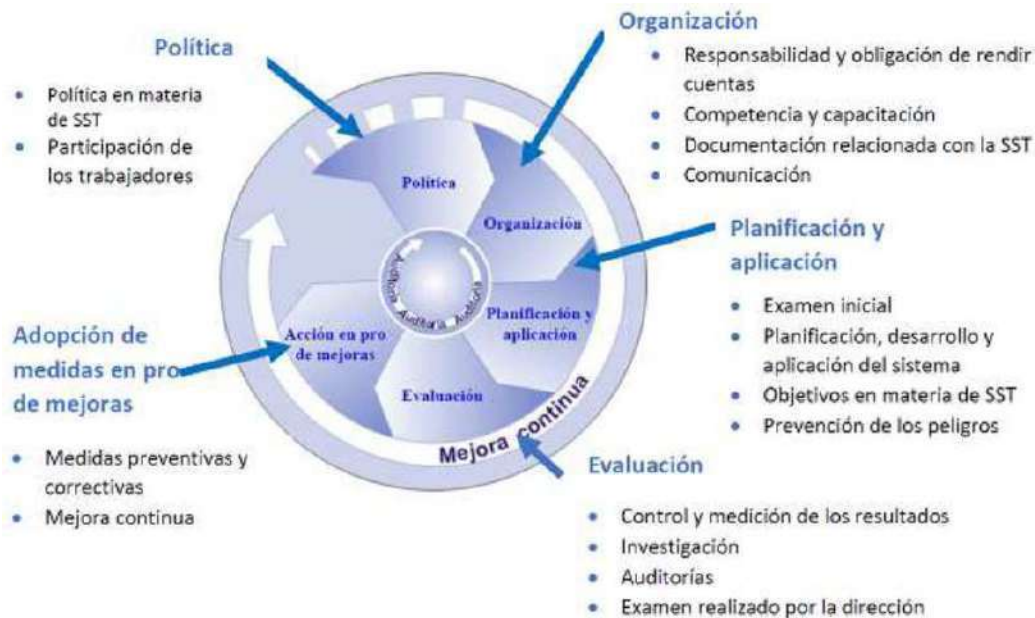 Política
• Política en materia
de SST
• Participación de
los trabajadores
Organización
• Responsabilidad y obligación de rendir
cuentas
• Competencia y capacitación
• Documentación relacionada con la SST
• Comunicación
Planificación y
aplicación
• Examen inicial
• Planificación, desarrollo y
aplicación del sistema
• Objetivos en materia de SST
• Prevención de los peligros
Evaluación
• Control y medición de los resultados
• Investigación
• Auditorías
• Examen realizado por la dirección
Adopción de
medidas en pro
de mejoras
• Medidas preventivas y
correctivas
• Mejora continua
Política
Organización
Planificación y
aplicación
Evaluación
Acción en pro
de mejoras
Auditoria
Auditoria
Auditoria
Mejora continua